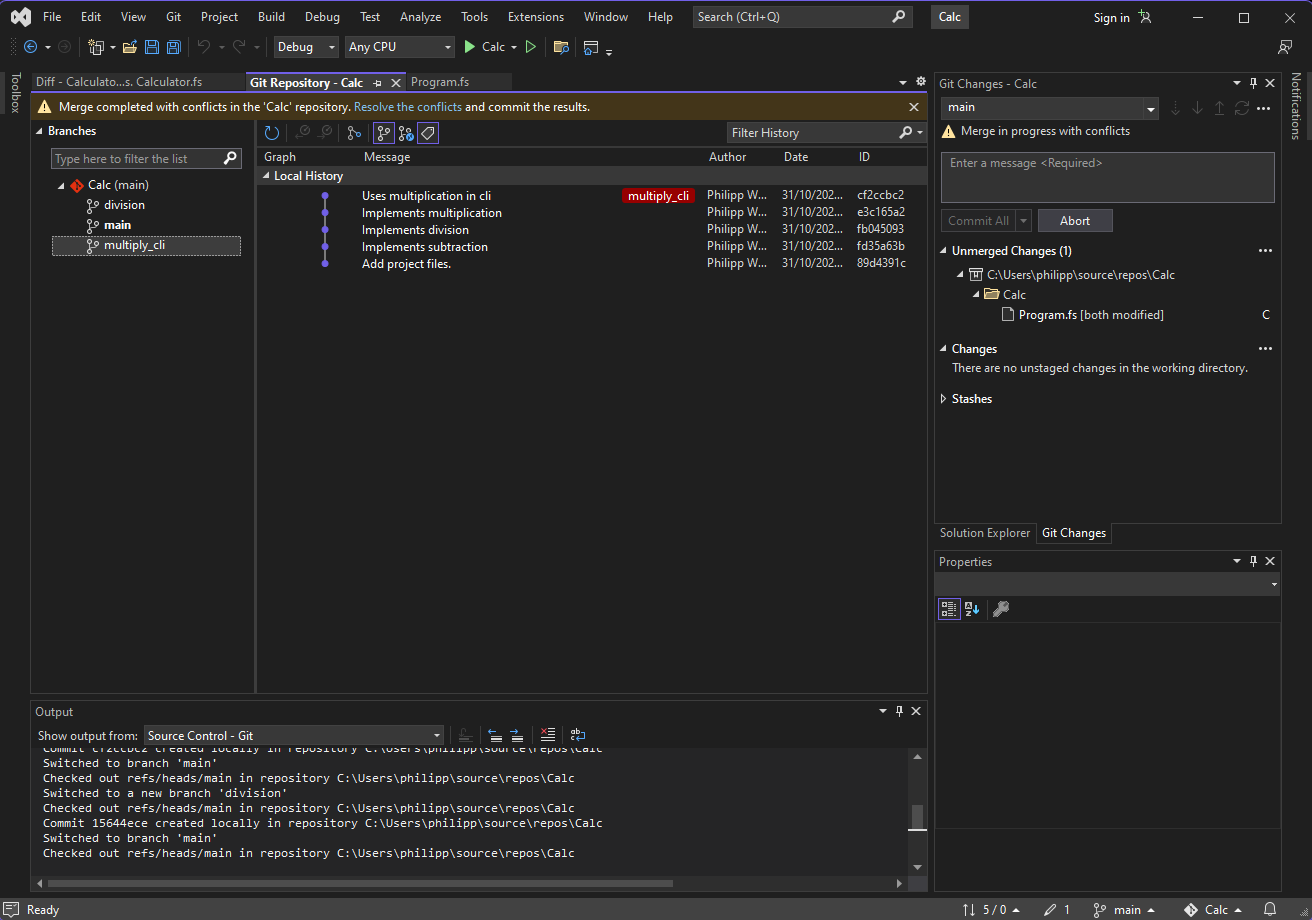 File Edit View Git Project Build Debug Test Analyze Tools Extensions Window Help Search (Ctrl+Q) Calc Sign in
Debug Any CPU Calc
Toolbox
Diff - Calculato...s. Calculator.fs Git Repository - Calc Program.fs
Merge completed with conflicts in the 'Calc' repository. Resolve the conflicts and commit the results.
Branches
Type here to filter the list
Calc (main)
division
main
multiply_cli
Filter History
Graph Message Author Date ID
Local History
Uses multiplication in cli multiply_cli Philipp W... 31/10/202... cf2ccbc2
Implements multiplication Philipp W... 31/10/202... e3c165a2
Implements division Philipp W... 31/10/202... fb045093
Implements subtraction Philipp W... 31/10/202... fd35a63b
Add project files. Philipp W... 31/10/202... 89d4391c
Git Changes - Calc
main
Merge in progress with conflicts
Enter a message <Required>
Commit All Abort
Unmerged Changes (1)
C:\Users\philipp\source\repos\Calc
Calc
Program.fs [both modified] C
Changes
There are no unstaged changes in the working directory.
Stashes
Solution Explorer Git Changes
Properties
Notifications
Output
Show output from: Source Control - Git
Commit cf2ccbc2 created locally in repository C:\Users\philipp\source\repos\Calc
Switched to branch 'main'
Checked out refs/heads/main in repository C:\Users\philipp\source\repos\Calc
Switched to a new branch 'division'
Checked out refs/heads/main in repository C:\Users\philipp\source\repos\Calc
Commit 15644ece created locally in repository C:\Users\philipp\source\repos\Calc
Switched to branch 'main'
Checked out refs/heads/main in repository C:\Users\philipp\source\repos\Calc
Ready 5 / 0 1 main Calc